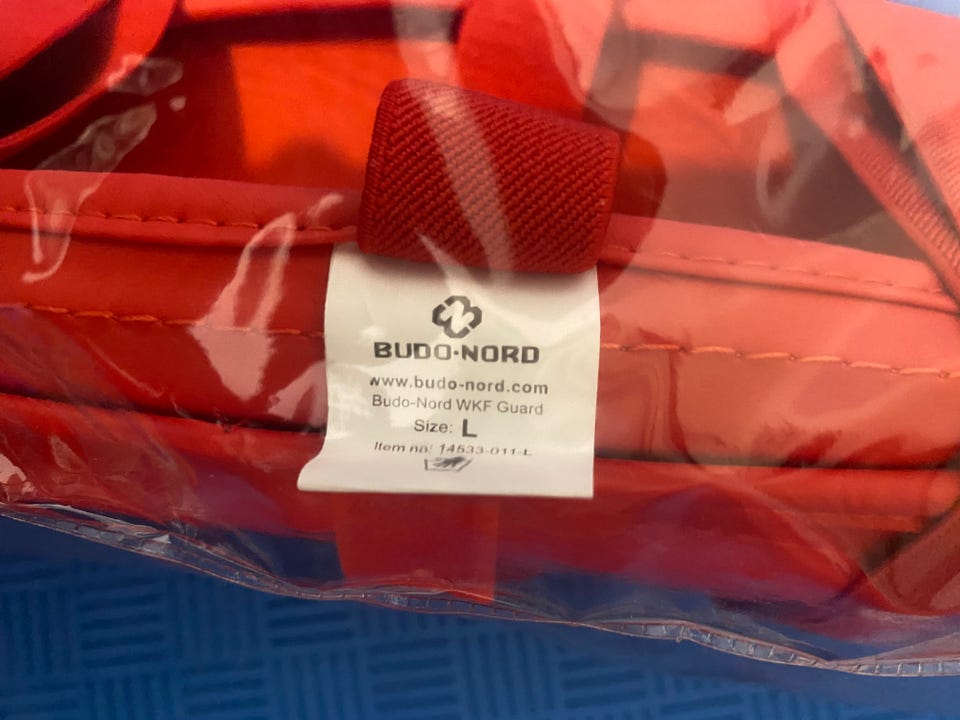 BUDO·NORD
www.budo-nord.com
Budo-Nord WKF Guard
Size: L
Item no: 14533-011-L